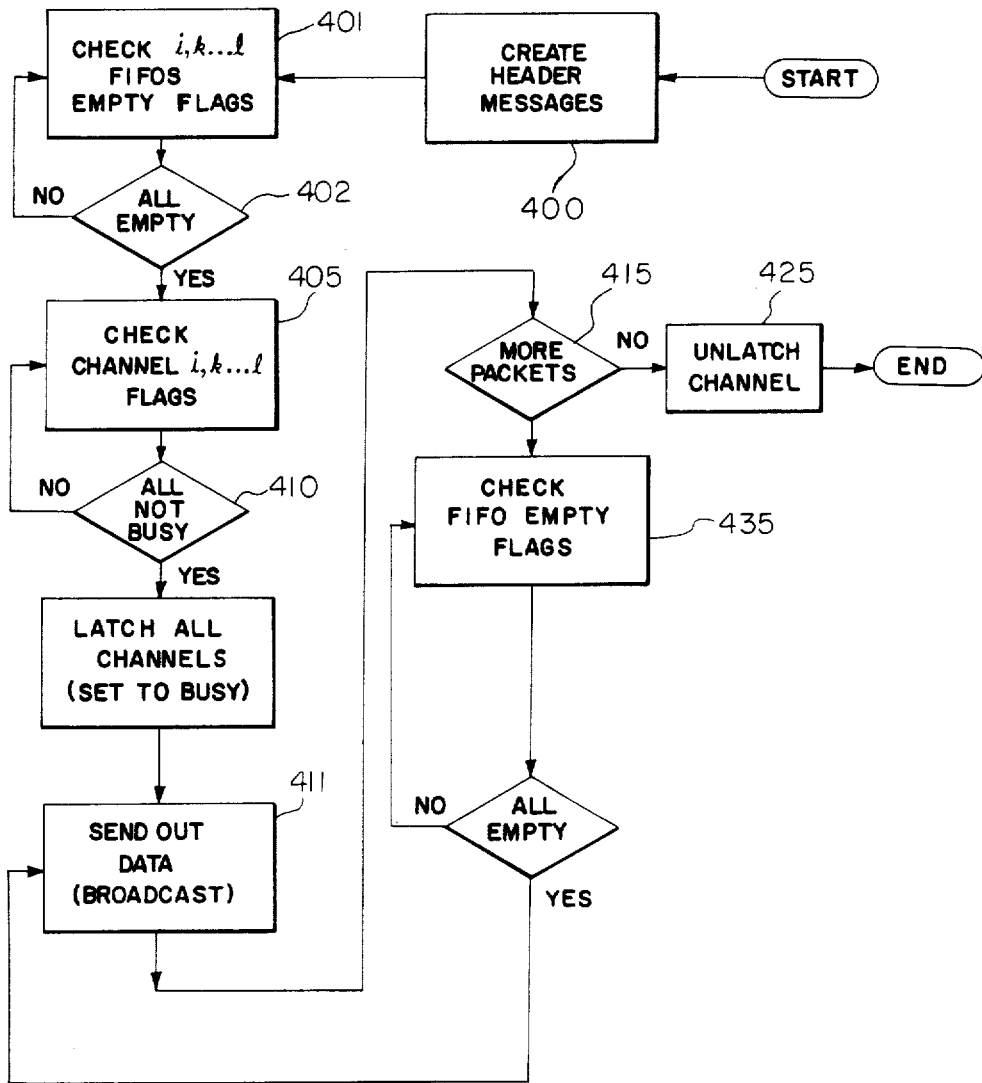 START
CREATE
HEADER
MESSAGES
400
401
CHECK i,k...l
FIFOS
EMPTY FLAGS
ALL
EMPTY
402
NO
YES
405
CHECK
CHANNEL i,k...l
FLAGS
ALL
NOT
BUSY
410
NO
YES
LATCH ALL
CHANNELS
(SET TO BUSY)
411
SEND OUT
DATA
(BROADCAST)
415
MORE
PACKETS
NO
425
UNLATCH
CHANNEL
END
CHECK
FIFO EMPTY
FLAGS
435
ALL
EMPTY
NO
YES